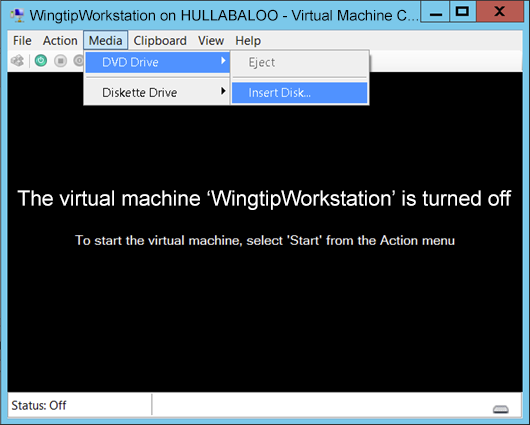 WingtipWorkstation on HULLABALOO - Virtual Machine C...
File Action Media Clipboard View Help
DVD Drive Eject
Diskette Drive Insert Disk...
The virtual machine ‘WingtipWorkstation’ is turned off
To start the virtual machine, select 'Start' from the Action menu
Status: Off